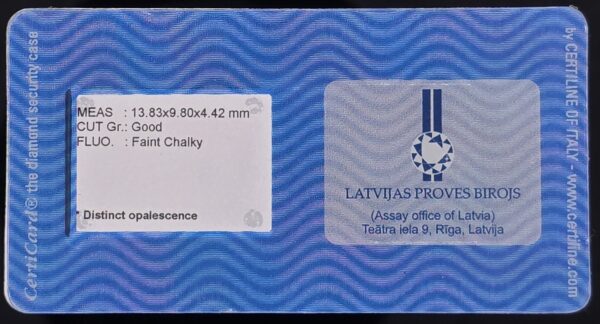 CertiCard® the diamond security case
MEAS : 13.83x9.80x4.42 mm
CUT Gr.: Good
FLUO. : Faint Chalky
* Distinct opalescence
LATVIJAS PROVES BIROJS
(Assay office of Latvia)
Teātra iela 9, Rīga, Latvija
by CERTILINE OF ITALY - www.certiline.com